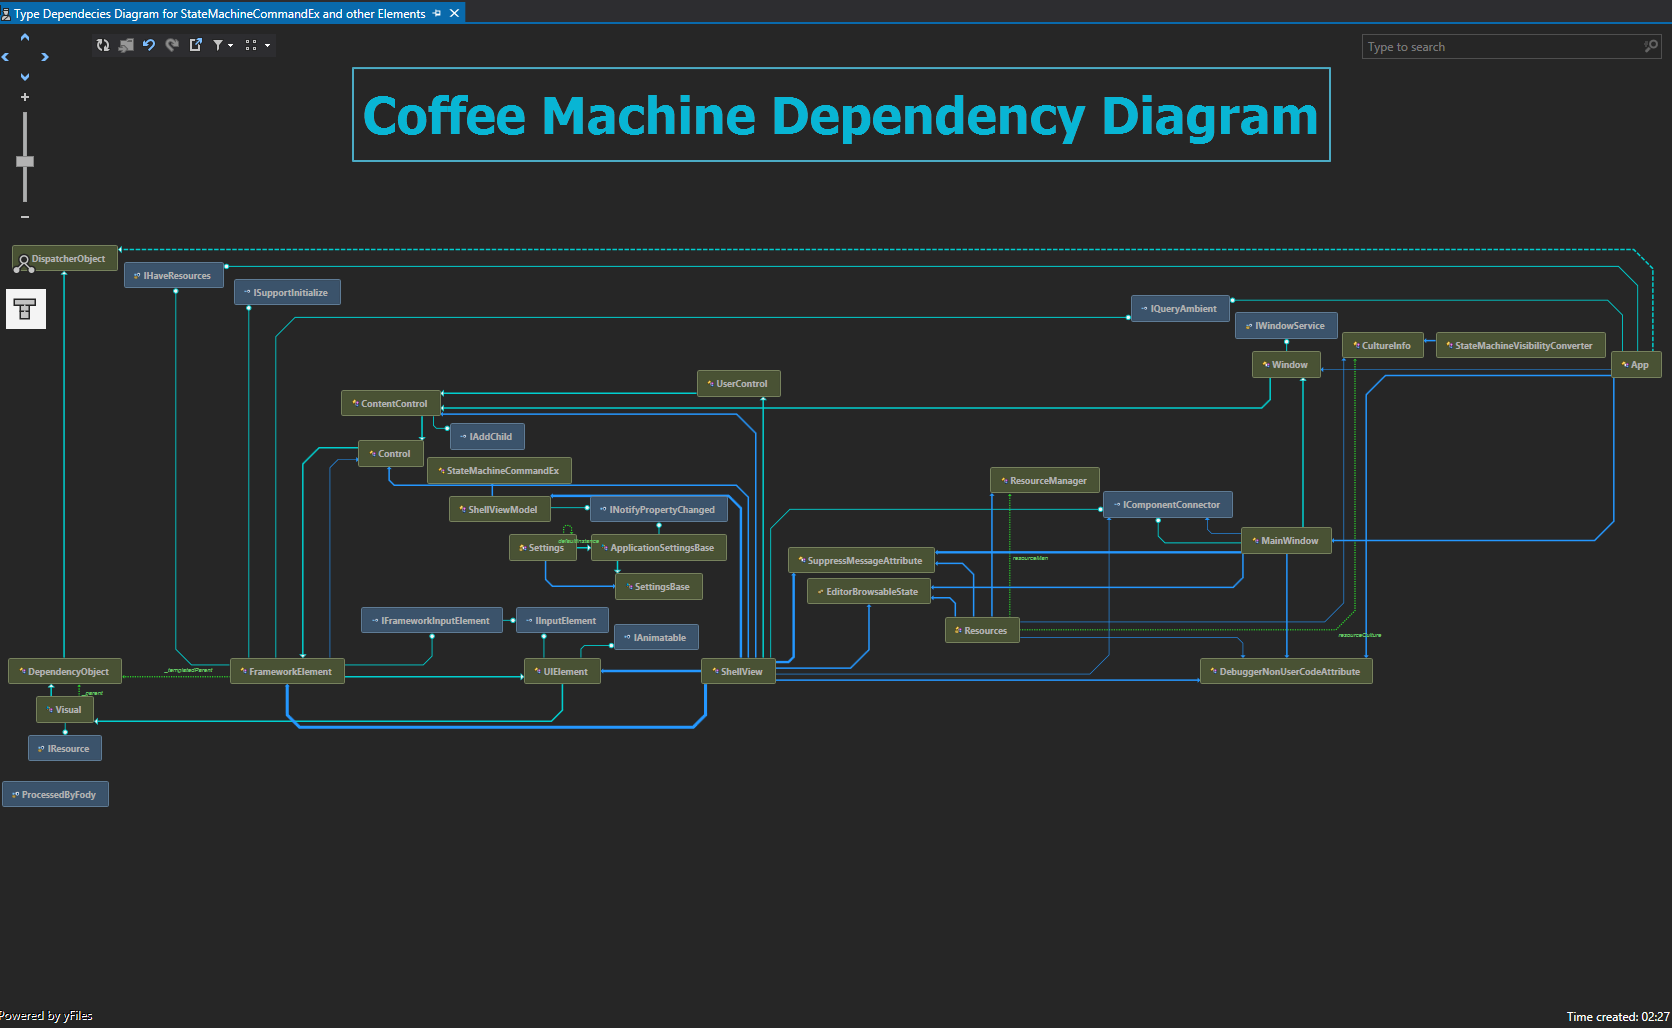 Type Dependecies Diagram for StateMachineCommandEx and other Elements
Type to search
Coffee Machine Dependency Diagram
DispatcherObject
IHaveResources
ISupportInitialize
IQueryAmbient
IWindowService
CultureInfo
StateMachineVisibilityConverter
Window
App
UserControl
ContentControl
IAddChild
Control
StateMachineCommandEx
ResourceManager
ShellViewModel
INotifyPropertyChanged
IComponentConnector
defaultInstance
Settings
ApplicationSettingsBase
MainWindow
resourceMan
SuppressMessageAttribute
SettingsBase
EditorBrowsableState
IFrameworkInputElement
IInputElement
IAnimatable
Resources
resourceCulture
DependencyObject
_templatedParent
FrameworkElement
UIElement
ShellView
DebuggerNonUserCodeAttribute
_parent
Visual
IResource
ProcessedByFody
Powered by yFiles
Time created: 02:27